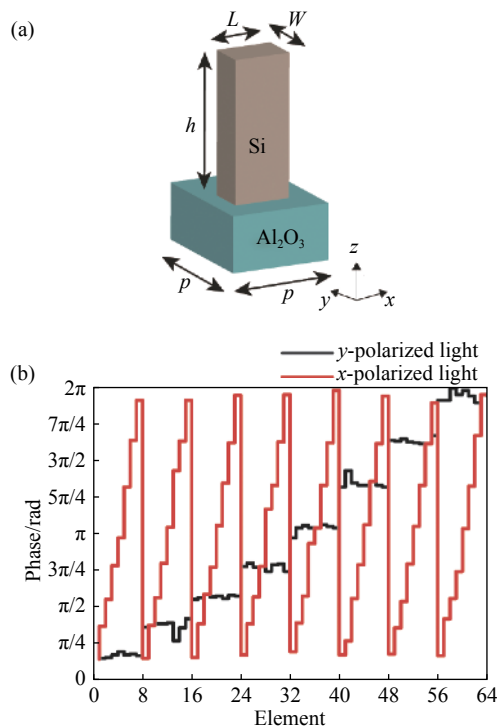 (a)
L
W
h
Si
Al₂O₃
p
p
z
y
x
y-polarized light
x-polarized light
(b)
2π
7π/4
3π/2
5π/4
π
3π/4
π/2
π/4
0
Phase/rad
0 8 16 24 32 40 48 56 64
Element